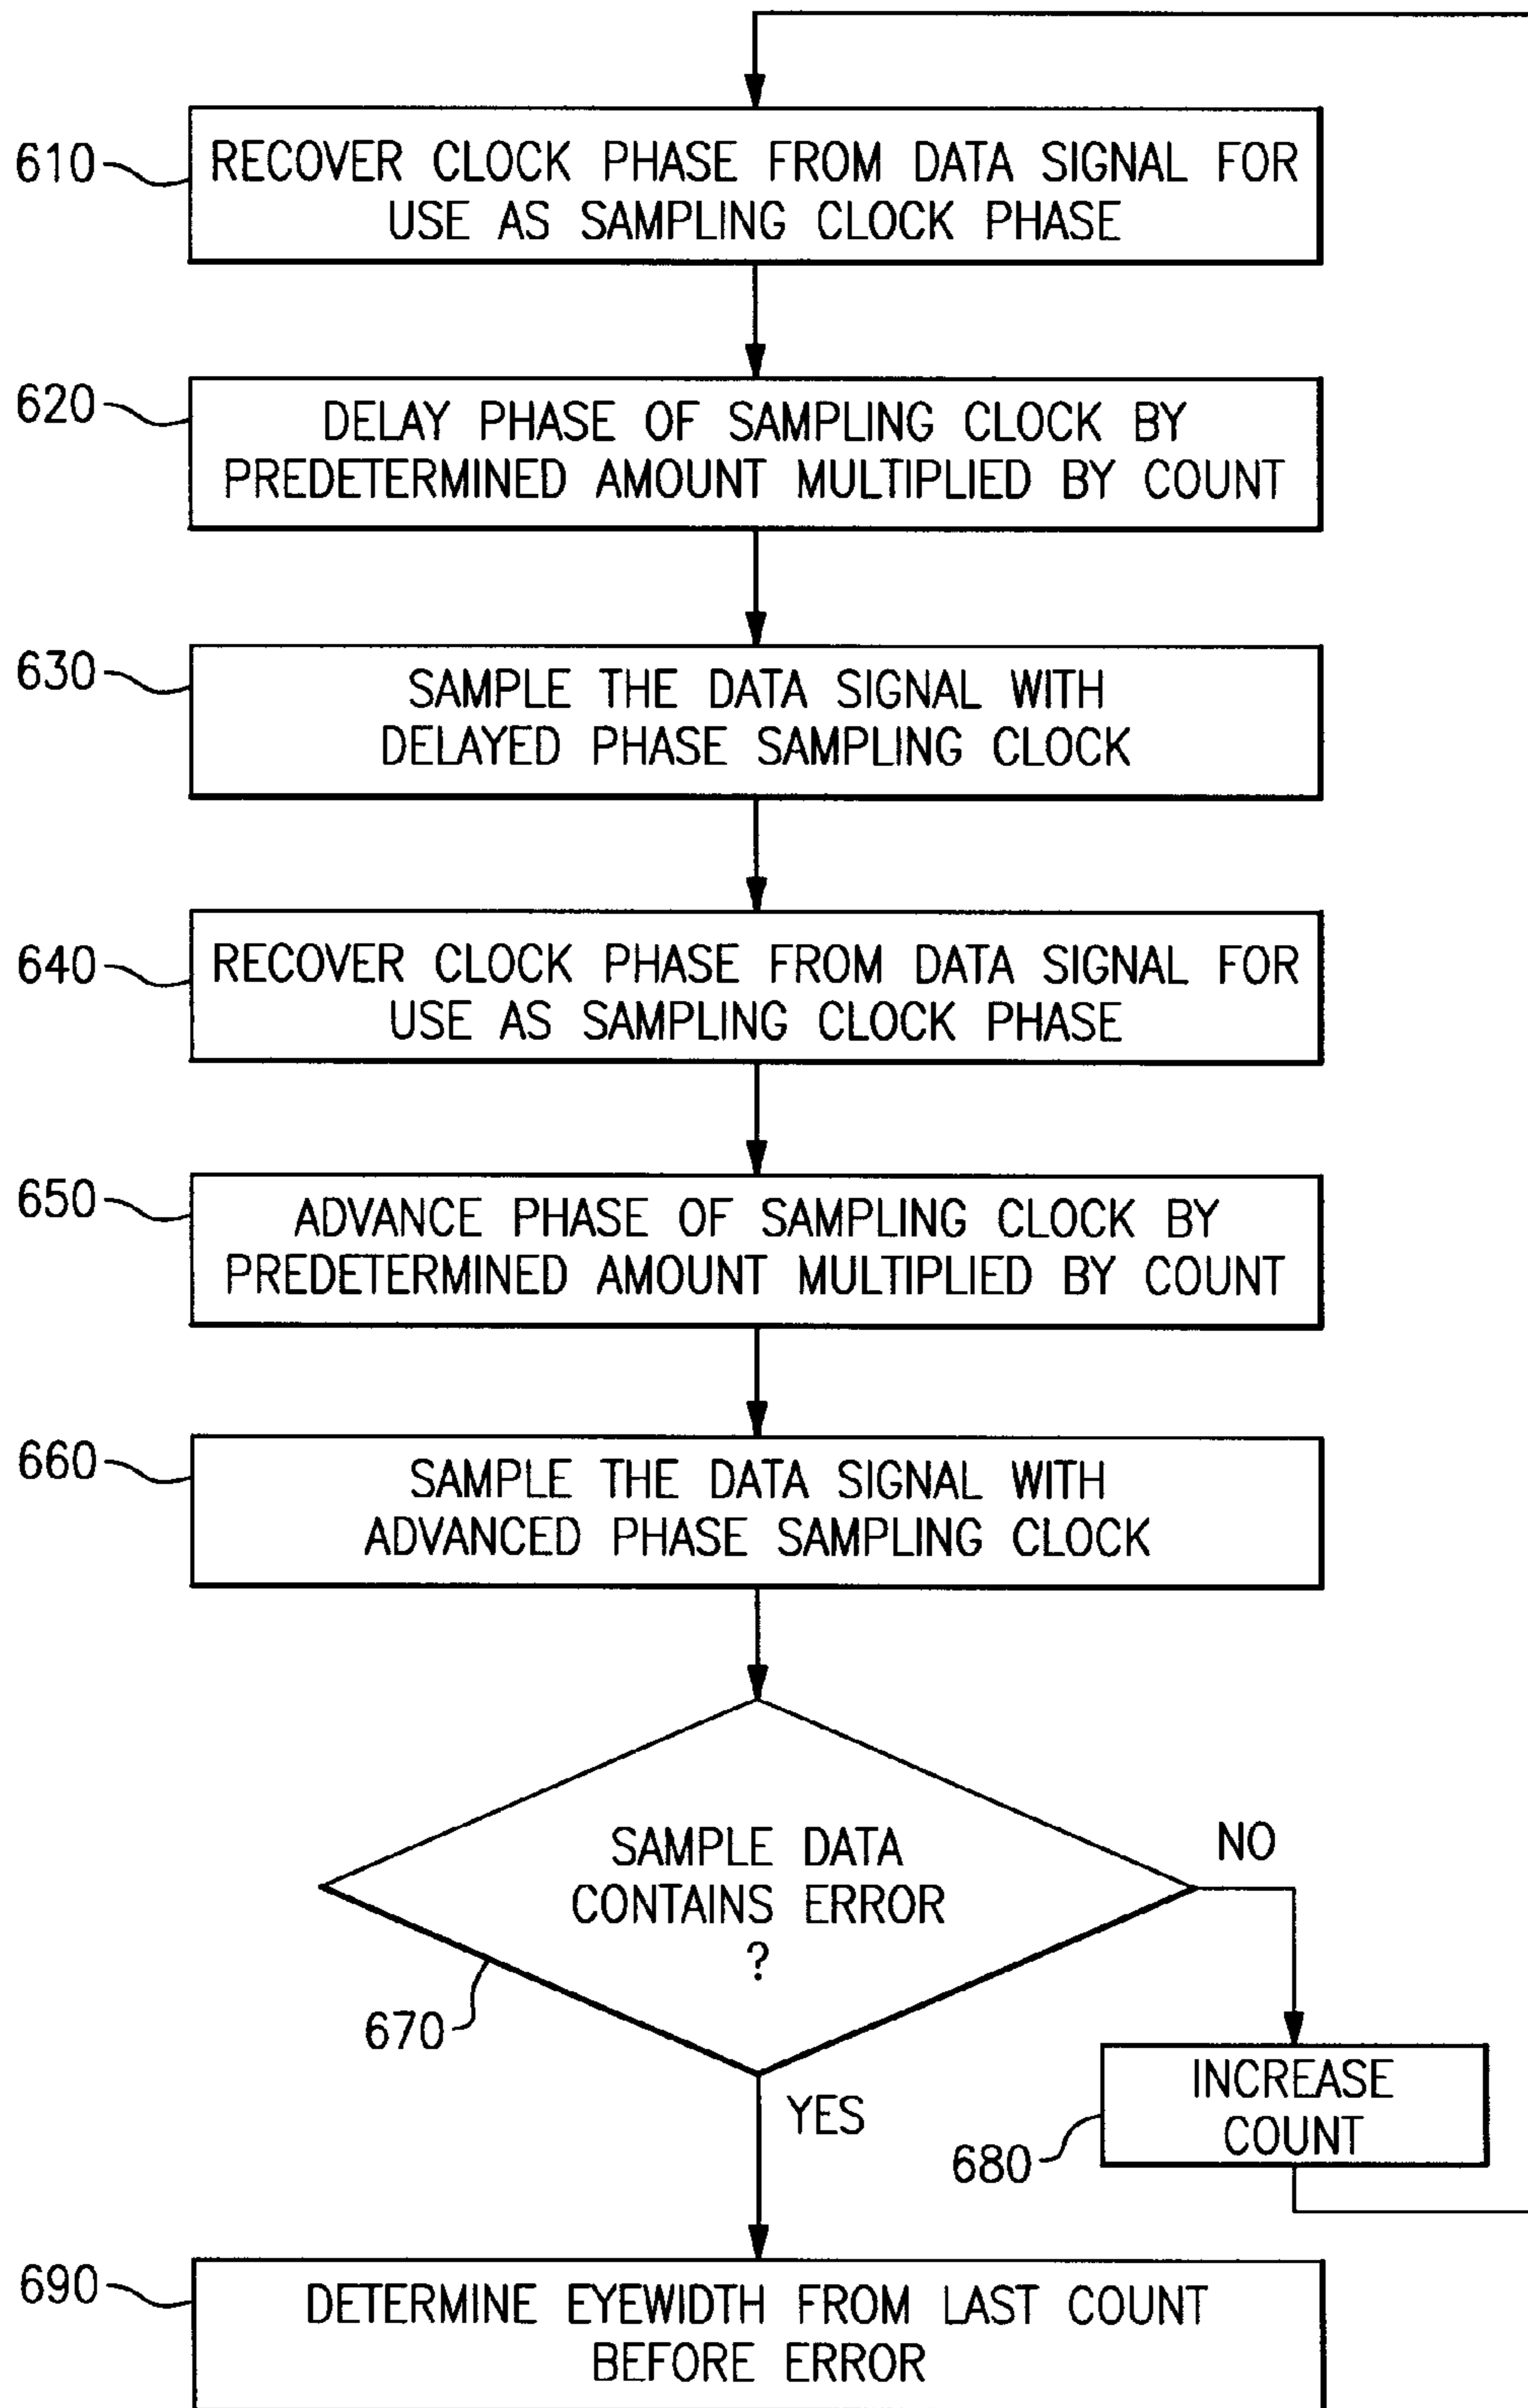 610
RECOVER CLOCK PHASE FROM DATA SIGNAL FOR
USE AS SAMPLING CLOCK PHASE
620
DELAY PHASE OF SAMPLING CLOCK BY
PREDETERMINED AMOUNT MULTIPLIED BY COUNT
630
SAMPLE THE DATA SIGNAL WITH
DELAYED PHASE SAMPLING CLOCK
640
RECOVER CLOCK PHASE FROM DATA SIGNAL FOR
USE AS SAMPLING CLOCK PHASE
650
ADVANCE PHASE OF SAMPLING CLOCK BY
PREDETERMINED AMOUNT MULTIPLIED BY COUNT
660
SAMPLE THE DATA SIGNAL WITH
ADVANCED PHASE SAMPLING CLOCK
SAMPLE DATA
CONTAINS ERROR
?
670
NO
YES
INCREASE
COUNT
680
690
DETERMINE EYEWIDTH FROM LAST COUNT
BEFORE ERROR